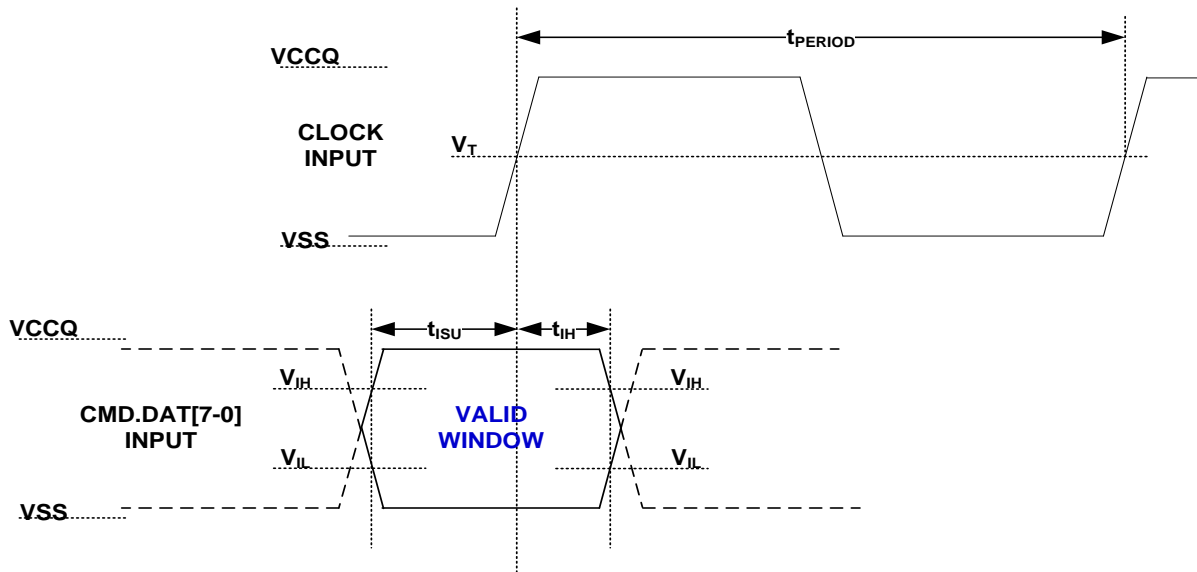 tPERIOD
VCCQ
CLOCK
INPUT
VT
VSS
VCCQ
tISU
tIH
VIH
VIH
CMD.DAT[7-0]
INPUT
VALID
WINDOW
VIL
VIL
VSS